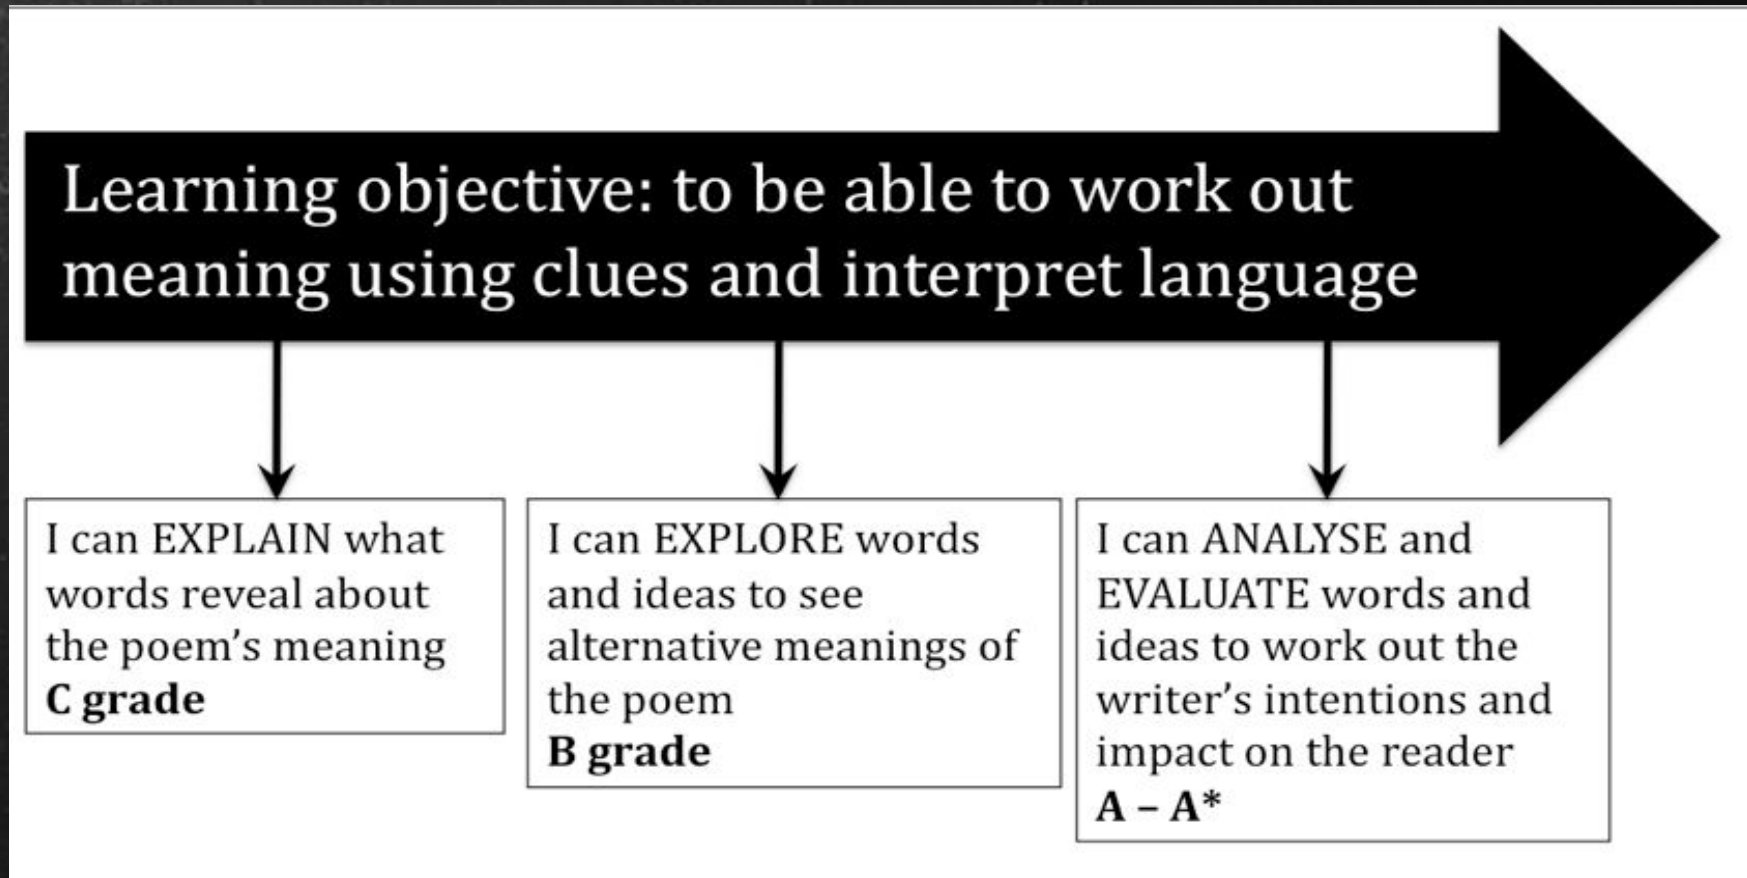 Learning objective: to be able to work out
meaning using clues and interpret language
I can EXPLAIN what
words reveal about
the poem’s meaning
C grade
I can EXPLORE words
and ideas to see
alternative meanings of
the poem
B grade
I can ANALYSE and
EVALUATE words and
ideas to work out the
writer’s intentions and
impact on the reader
A – A*